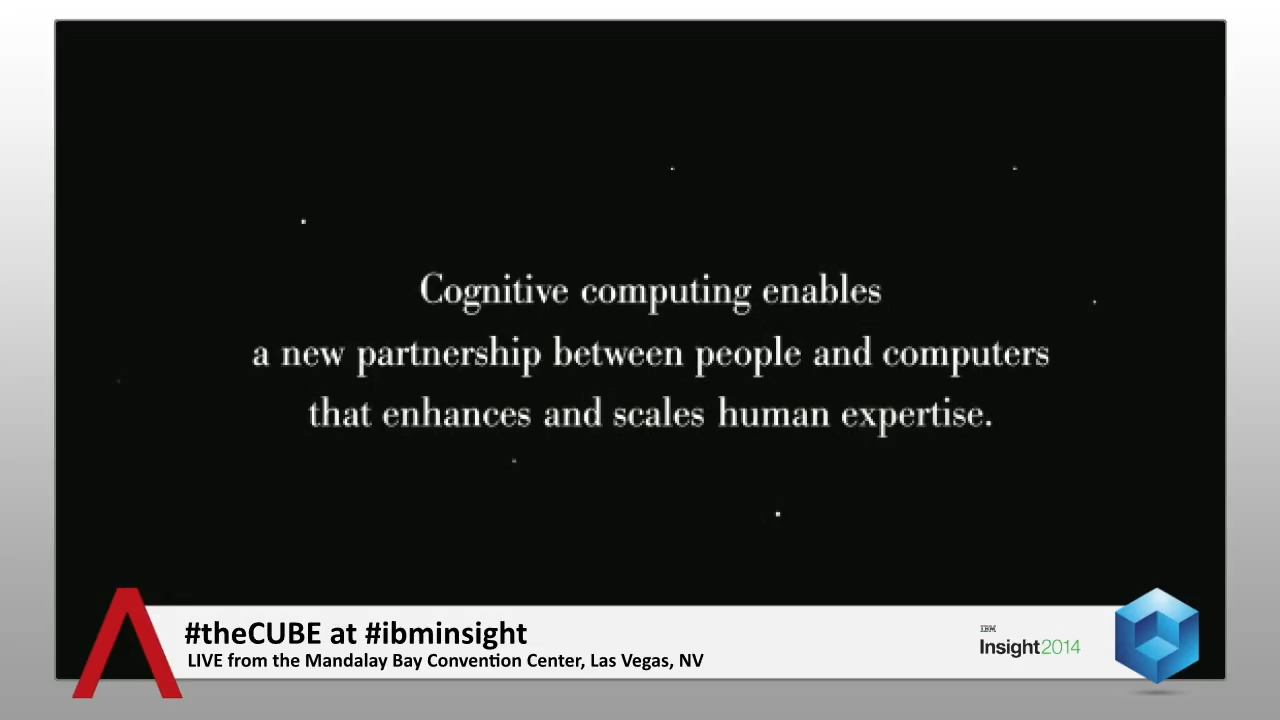 Cognitive computing enables
a new partnership between people and computers
that enhances and scales human expertise.
#theCUBE at #ibminsight
LIVE from the Mandalay Bay Convention Center, Las Vegas, NV
IBM
Insight2014